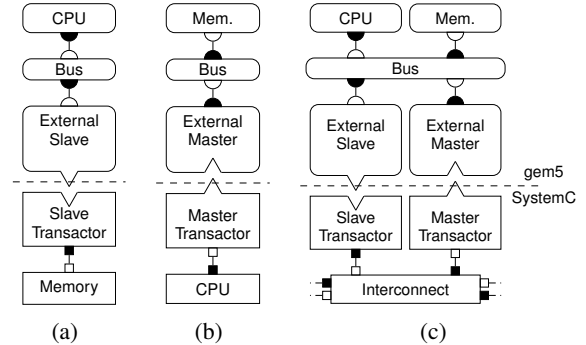 CPU
Bus
External
Slave
Slave
Transactor
Memory
(a)
Mem.
Bus
External
Master
Master
Transactor
CPU
(b)
CPU
Mem.
Bus
External
Slave
External
Master
gem5
SystemC
Slave
Transactor
Master
Transactor
Interconnect
(c)